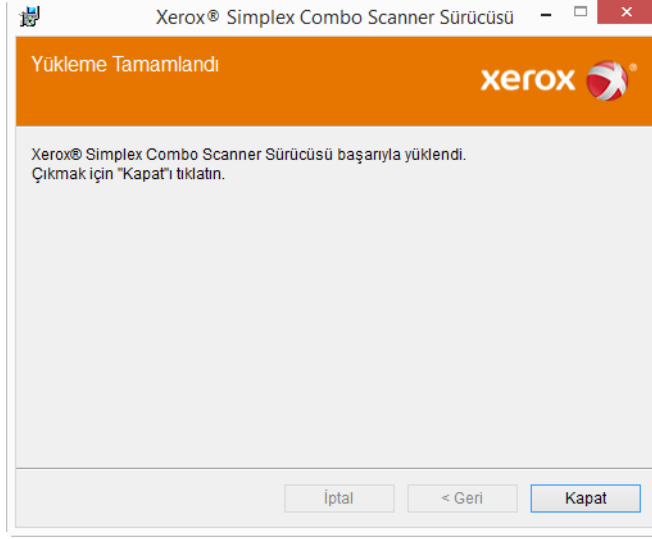 Xerox® Simplex Combo Scanner Sürücüsü
Yükleme Tamamlandı
xerox
Xerox® Simplex Combo Scanner Sürücüsü başarıyla yüklendi.
Çıkmak için "Kapat"ı tıklatın.
İptal
< Geri
Kapat